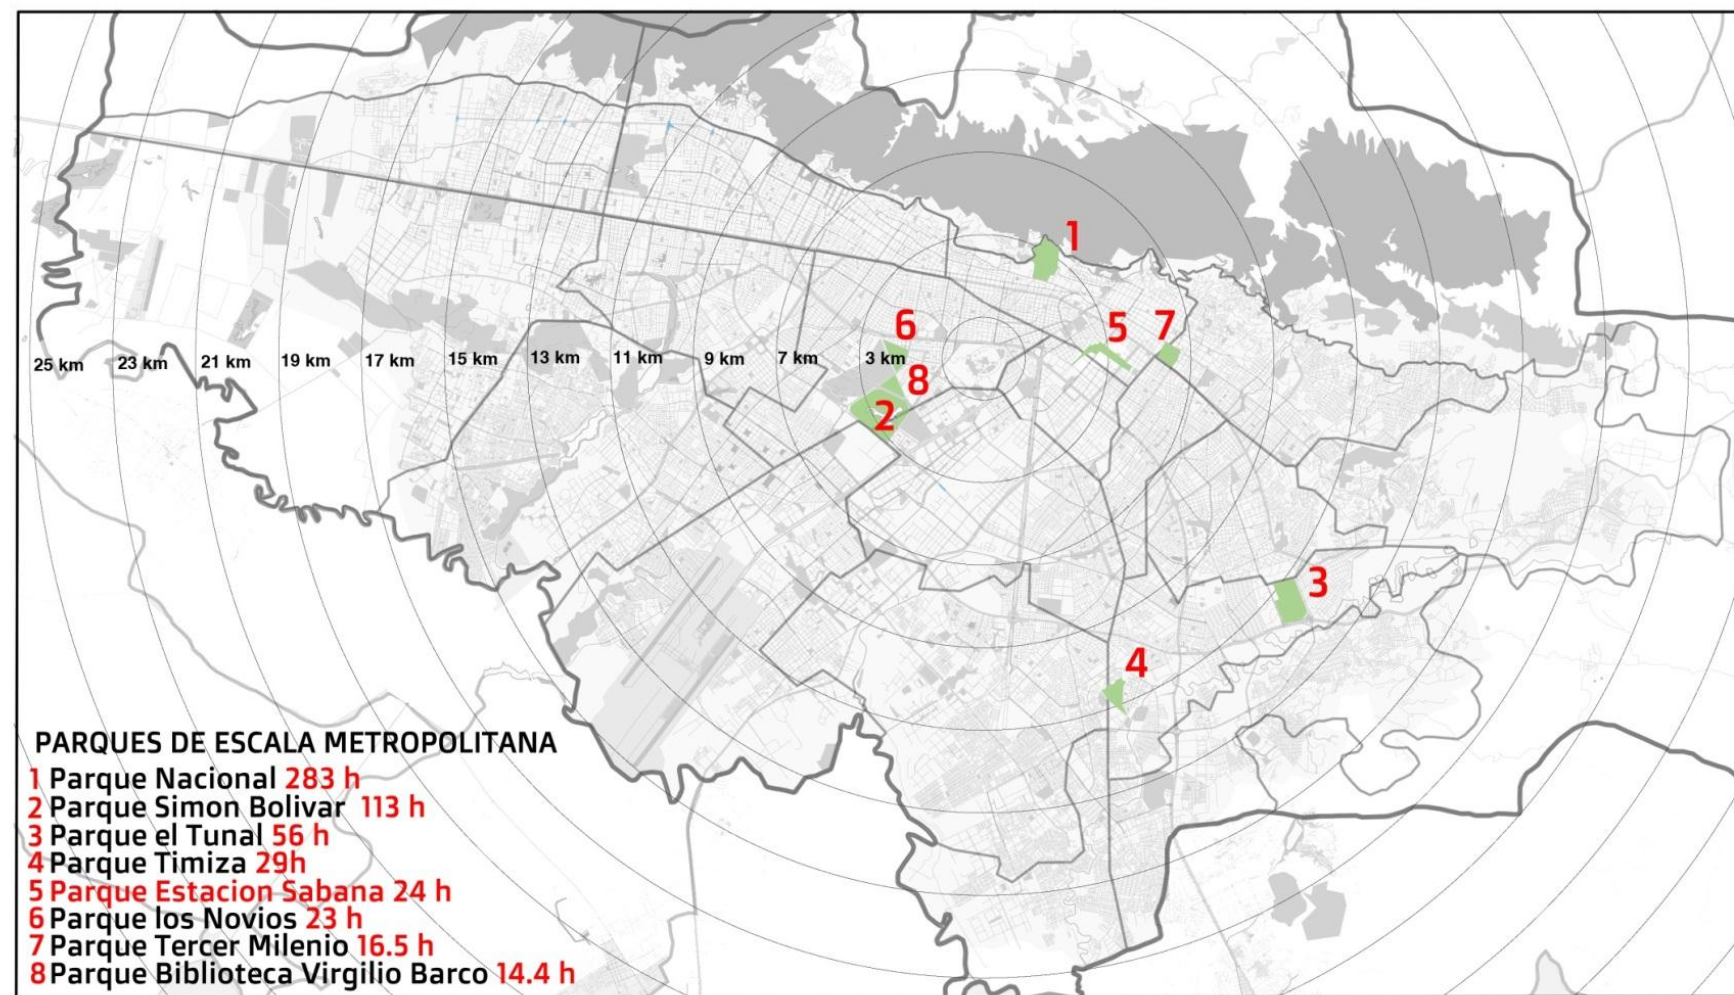 1
6
5 7
25 km 23 km 21 km 19 km 17 km 15 km 13 km 11 km 9 km 7 km 3 km
8
2
3
4
PARQUES DE ESCALA METROPOLITANA
1 Parque Nacional 283 h
2 Parque Simon Bolivar 113 h
3 Parque el Tunal 56 h
4 Parque Timiza 29h
5 Parque Estacion Sabana 24 h
6 Parque los Novios 23 h
7 Parque Tercer Milenio 16.5 h
8 Parque Biblioteca Virgilio Barco 14.4 h